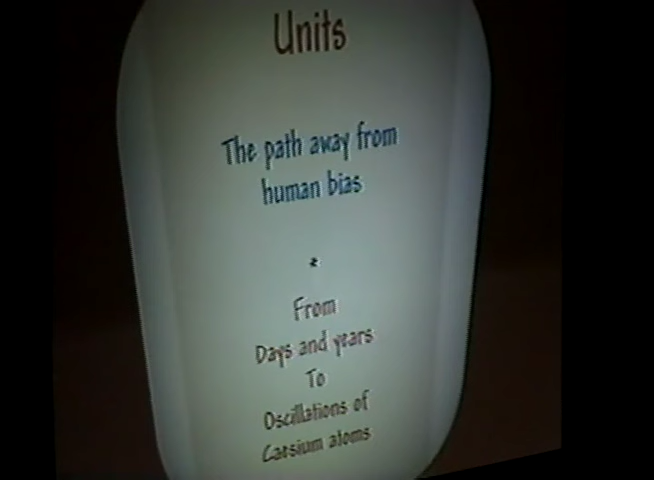 Units
The path away from
human bias
*
From
Days and years
To
Oscillations of
Caesium atoms